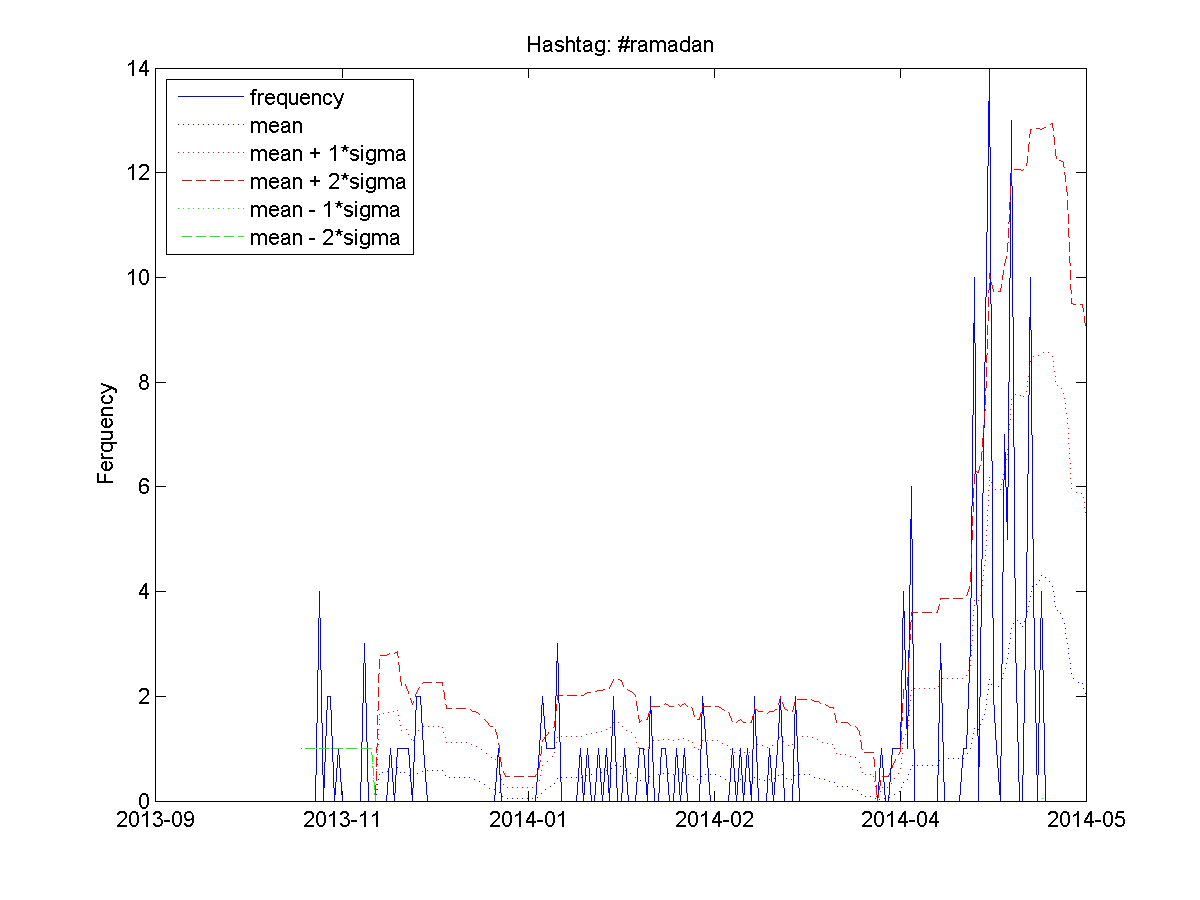 Hashtag: #ramadan
14
12
10
8
6
4
2
0
Ferquency
frequency
mean
mean + 1*sigma
mean + 2*sigma
mean - 1*sigma
mean - 2*sigma
2013-09
2013-11
2014-01
2014-02
2014-04
2014-05